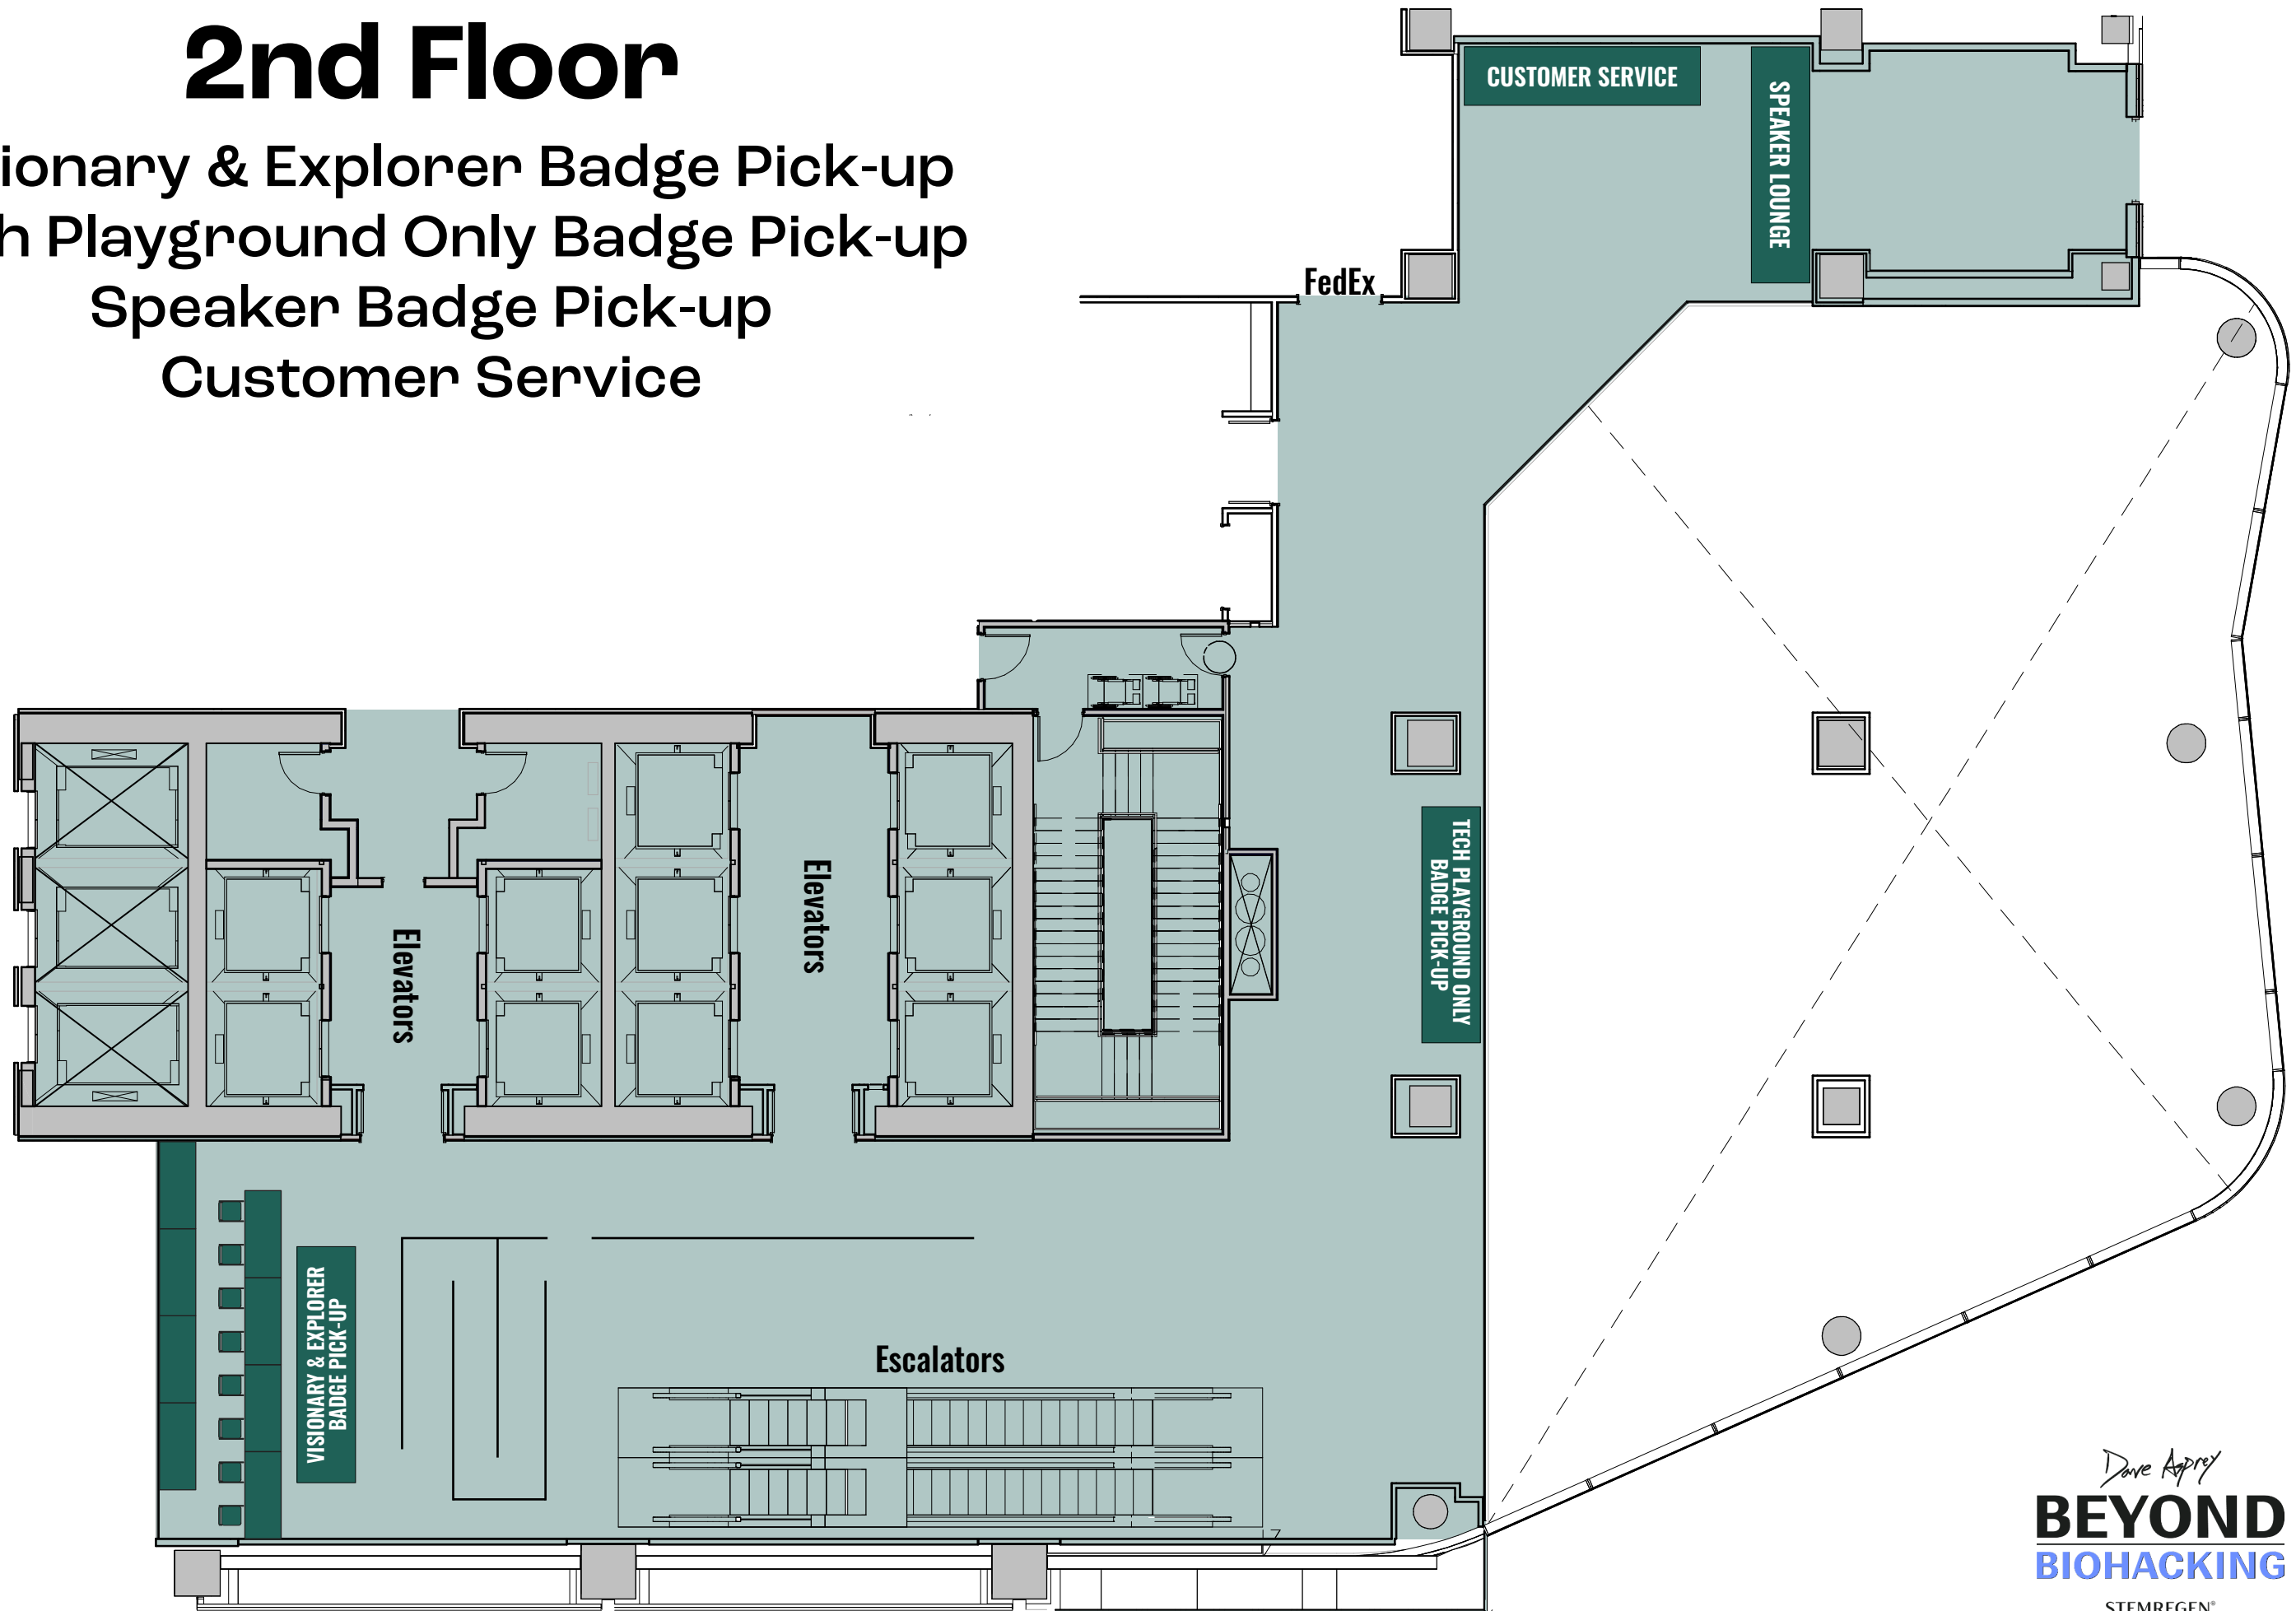 2nd Floor
ionary & Explorer Badge Pick-up
h Playground Only Badge Pick-up
Speaker Badge Pick-up
Customer Service
CUSTOMER SERVICE
SPEAKER LOUNGE
FedEx
TECH PLAYGROUND ONLY
BADGE PICK-UP
Elevators
Elevators
VISIONARY & EXPLORER
BADGE PICK-UP
Escalators
Dave Asprey
BEYOND
BIOHACKING
STEMREGEN®